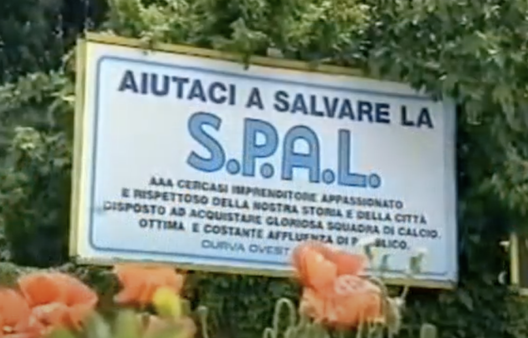 AIUTACI A SALVARE LA
S.P.A.L.
AAA CERCASI IMPRENDITORE APPASSIONATO
E RISPETTOSO DELLA NOSTRA STORIA E DELLA CITTÀ
DISPOSTO AD ACQUISTARE GLORIOSA SQUADRA DI CALCIO.
OTTIMA E COSTANTE AFFLUENZA DI PUBBLICO.
CURVA OVEST